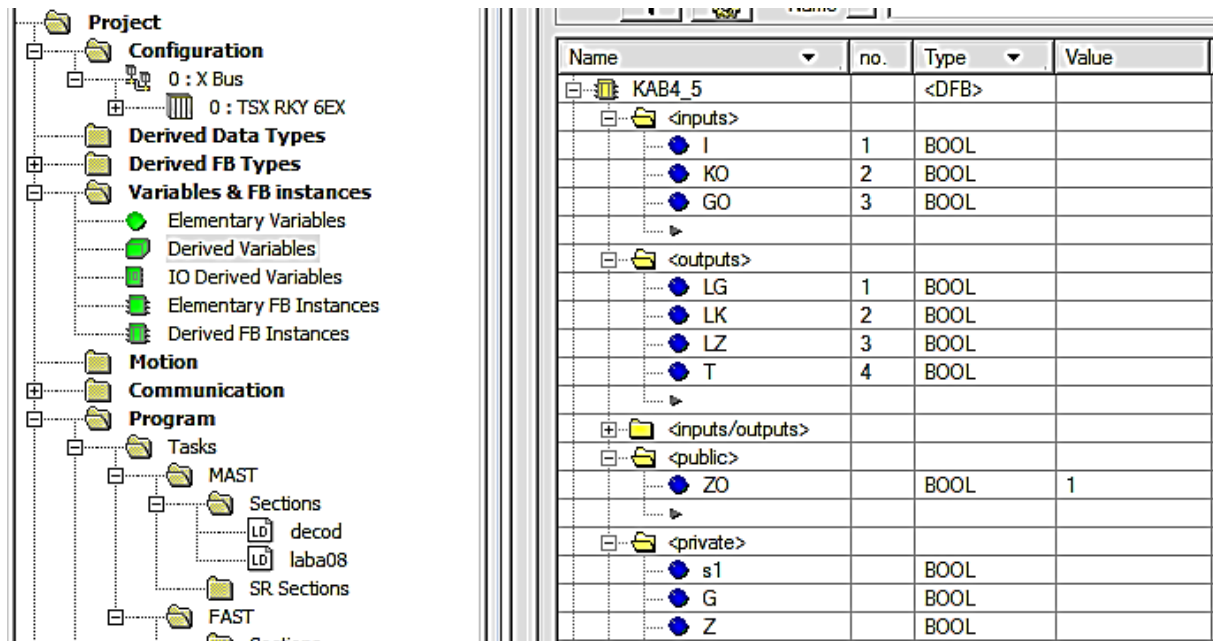 Project
Configuration
0 : X Bus
0 : TSX RKY 6EX
Derived Data Types
Derived FB Types
Variables & FB instances
Elementary Variables
Derived Variables
IO Derived Variables
Elementary FB Instances
Derived FB Instances
Motion
Communication
Program
Tasks
MAST
Sections
LD decod
LD laba08
SR Sections
FAST
Name
Name no. Type Value
KAB4_5 <DFB>
<inputs>
I 1 BOOL
KO 2 BOOL
GO 3 BOOL
<outputs>
LG 1 BOOL
LK 2 BOOL
LZ 3 BOOL
T 4 BOOL
<inputs/outputs>
<public>
ZO BOOL 1
<private>
s1 BOOL
G BOOL
Z BOOL